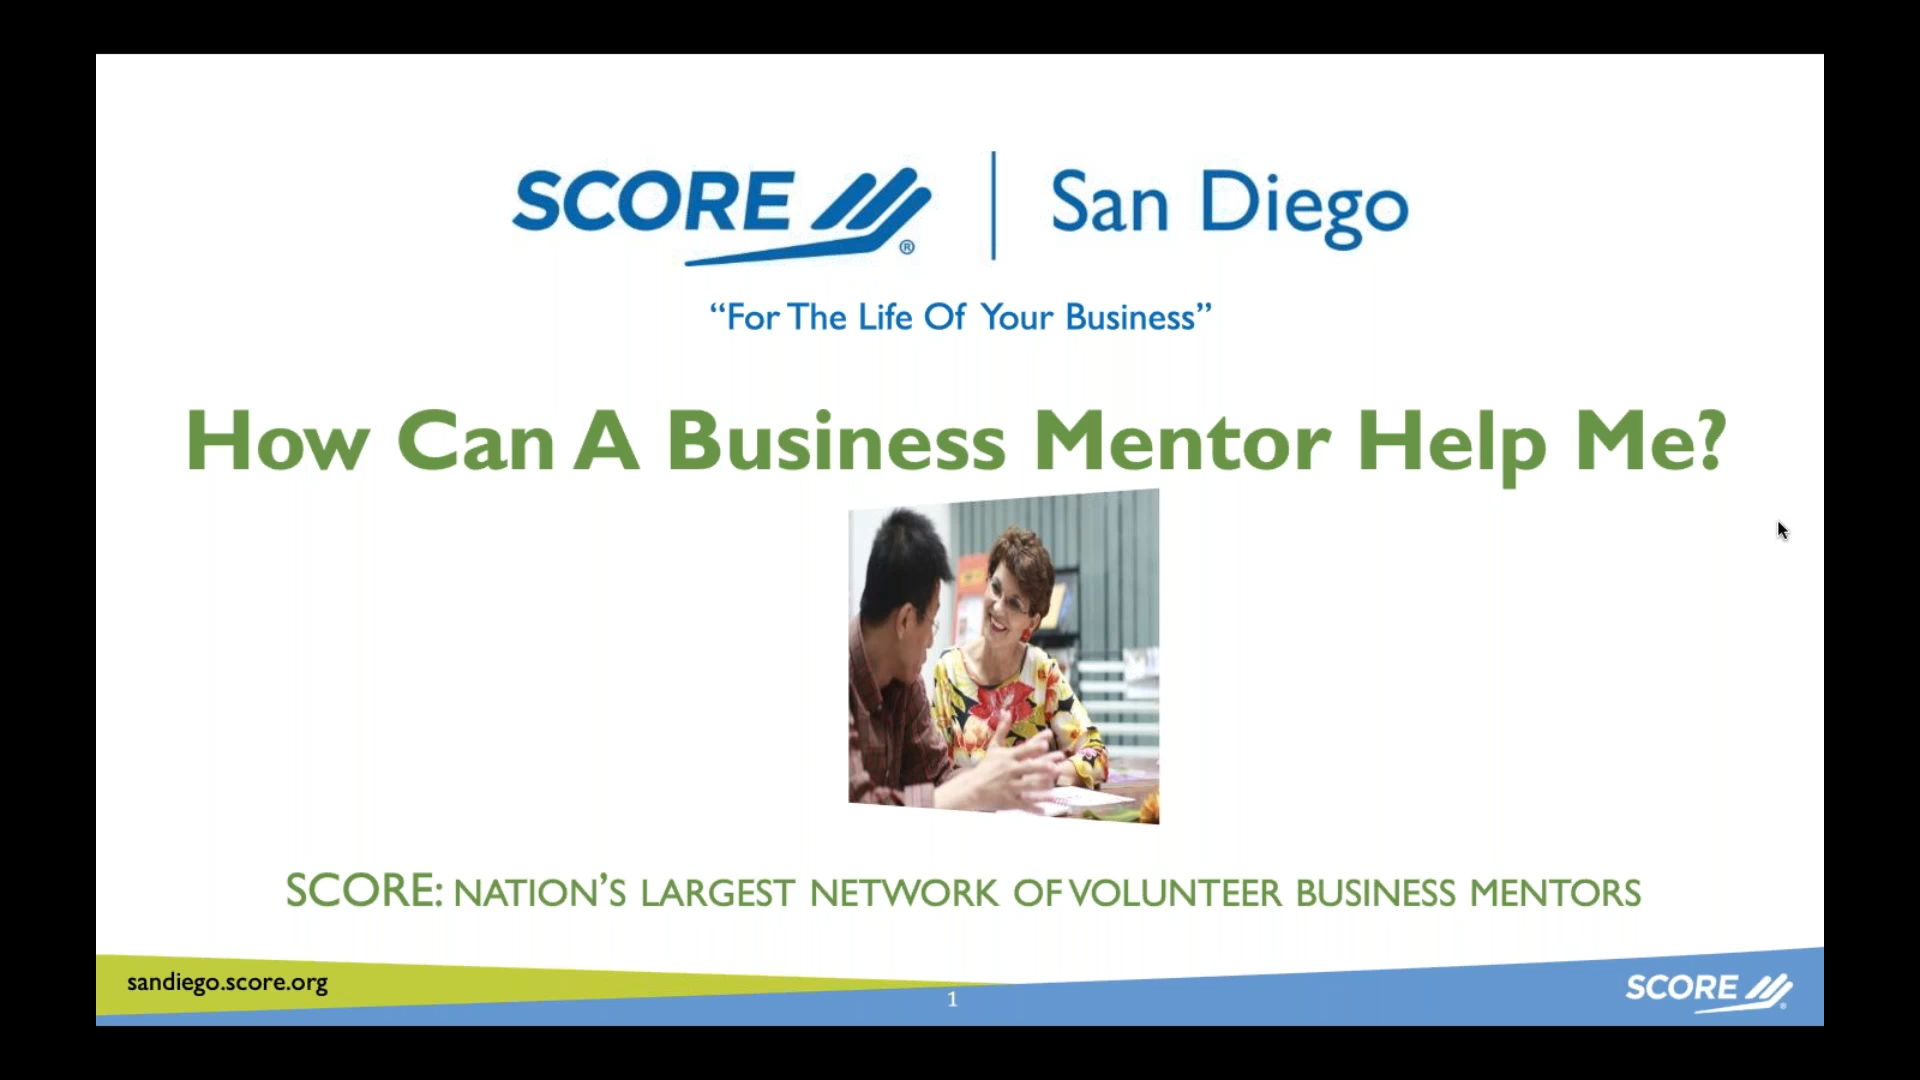 SCORE ® | San Diego
“For The Life Of Your Business”
How Can A Business Mentor Help Me?
SCORE: NATION’S LARGEST NETWORK OF VOLUNTEER BUSINESS MENTORS
sandiego.score.org
1
SCORE ®